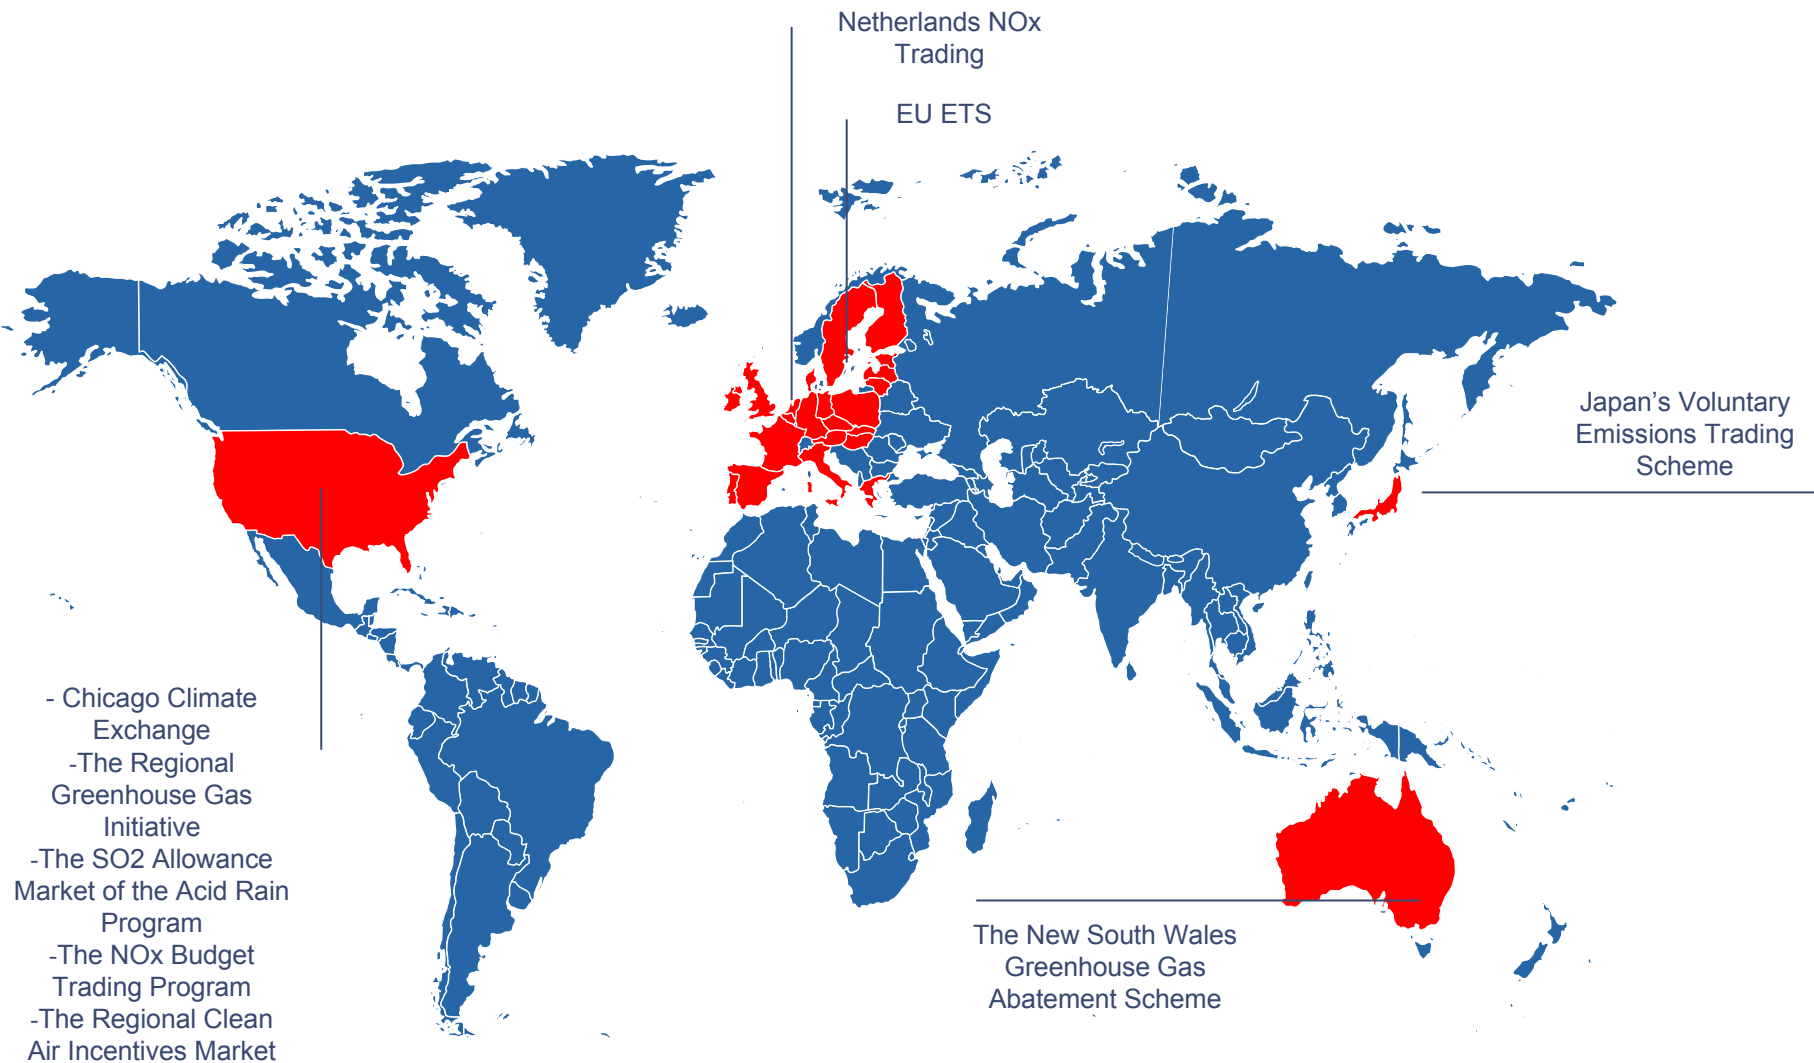 Netherlands NOx
Trading
EU ETS
Japan’s Voluntary
Emissions Trading
Scheme
- Chicago Climate
Exchange
-The Regional
Greenhouse Gas
Initiative
-The SO2 Allowance
Market of the Acid Rain
Program
-The NOx Budget
Trading Program
-The Regional Clean
Air Incentives Market
The New South Wales
Greenhouse Gas
Abatement Scheme